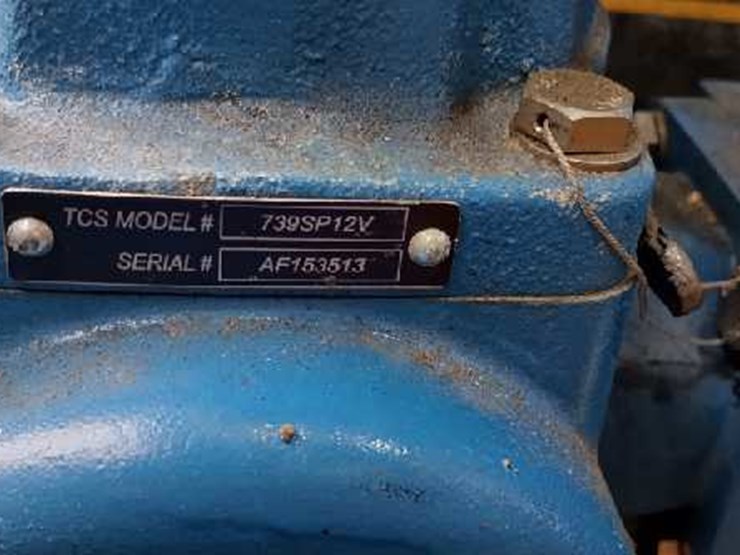 TCS MODEL# 739SP12V
SERIAL# AF153513